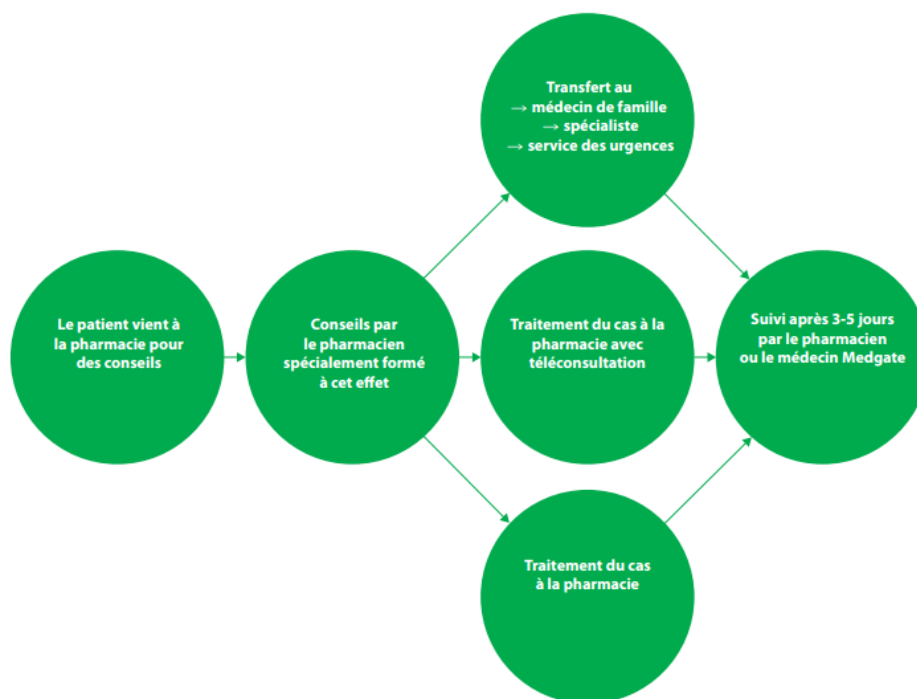 Transfert au
→ médecin de famille
→ spécialiste
→ service des urgences
Le patient vient à
la pharmacie pour
des conseils
Conseils par
le pharmacien
spécialement formé
à cet effet
Traitement du cas à la
pharmacie avec
téléconsultation
Suivi après 3-5 jours
par le pharmacien
ou le médecin Medgate
Traitement du cas
à la pharmacie